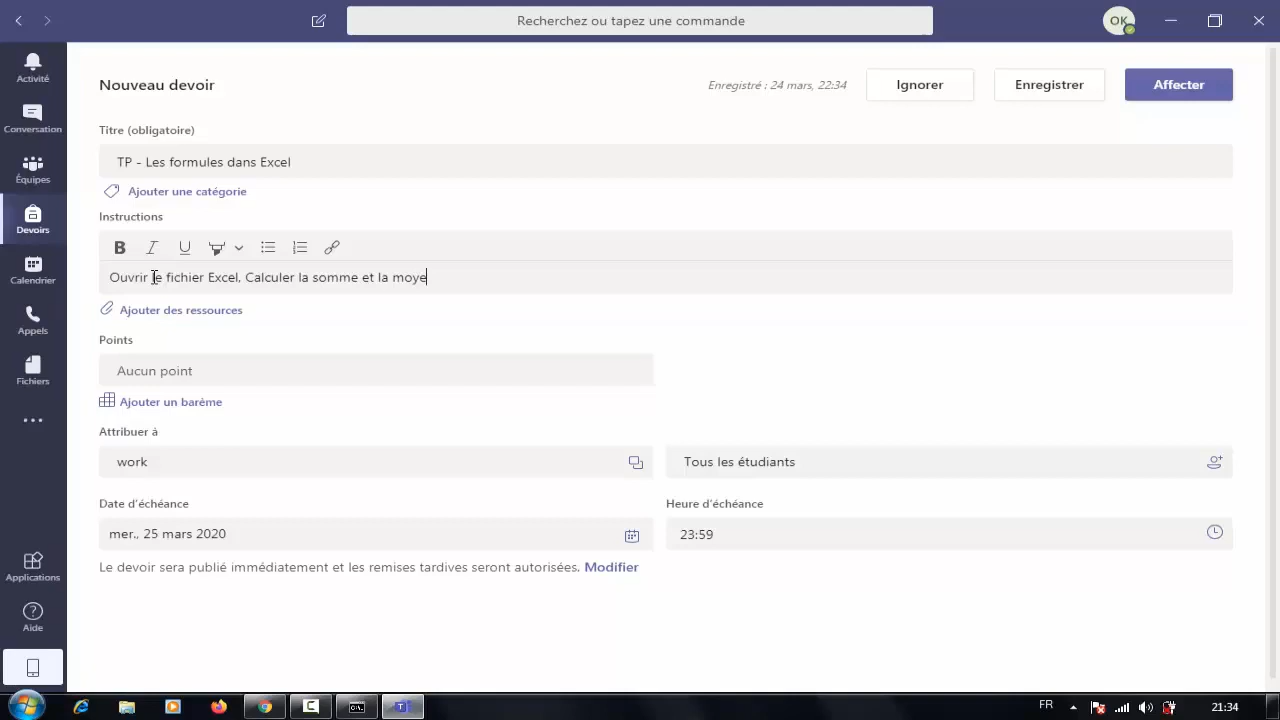 Recherchez ou tapez une commande
OK
Activité
Conversation
Équipes
Devoirs
Calendrier
Appels
Fichiers
Applications
Aide
Nouveau devoir
Enregistré : 24 mars, 22:34
Ignorer
Enregistrer
Affecter
Titre (obligatoire)
TP - Les formules dans Excel
Ajouter une catégorie
Instructions
B I U
Ouvrir le fichier Excel, Calculer la somme et la moye
Ajouter des ressources
Points
Aucun point
Ajouter un barème
Attribuer à
work
Tous les étudiants
Date d'échéance
Heure d'échéance
mer., 25 mars 2020
23:59
Le devoir sera publié immédiatement et les remises tardives seront autorisées. Modifier
FR
21:34